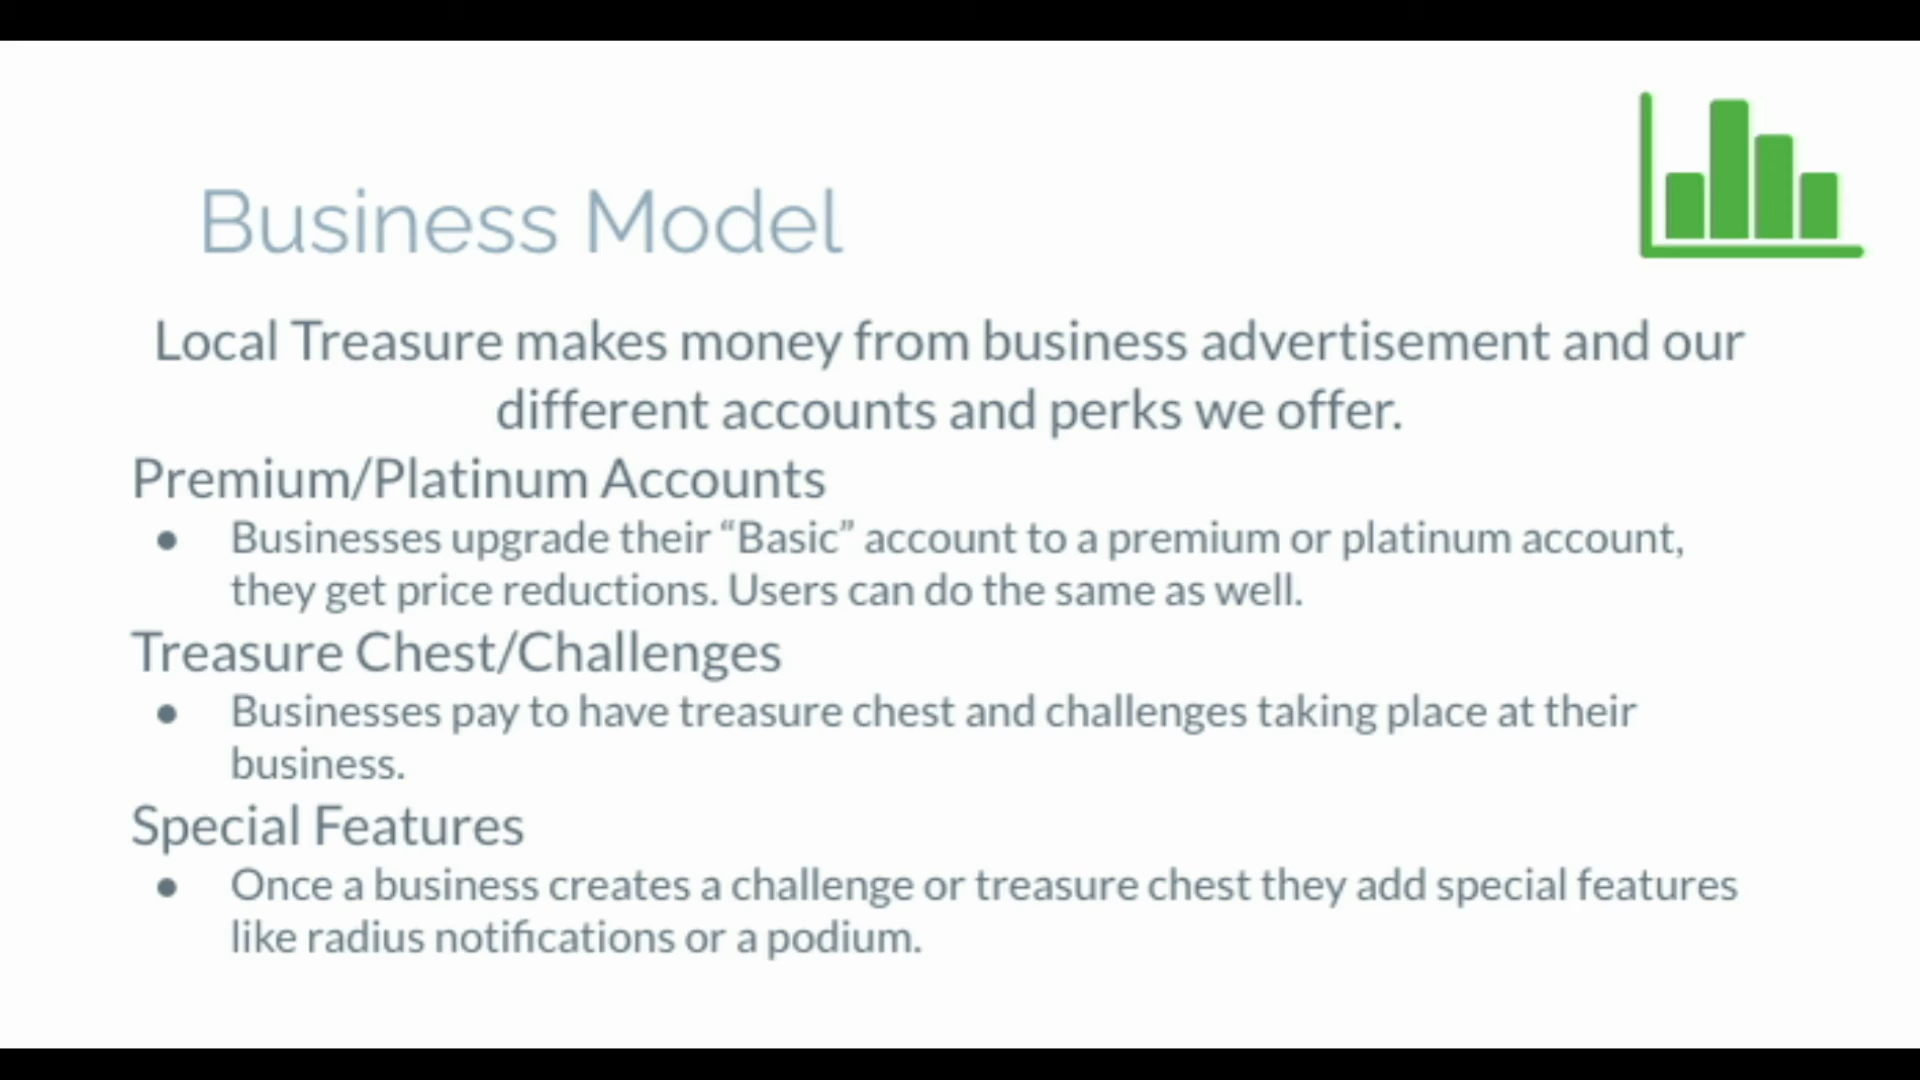 Business Model
Local Treasure makes money from business advertisement and our
different accounts and perks we offer.
Premium/Platinum Accounts
● Businesses upgrade their “Basic” account to a premium or platinum account,
they get price reductions. Users can do the same as well.
Treasure Chest/Challenges
● Businesses pay to have treasure chest and challenges taking place at their
business.
Special Features
● Once a business creates a challenge or treasure chest they add special features
like radius notifications or a podium.